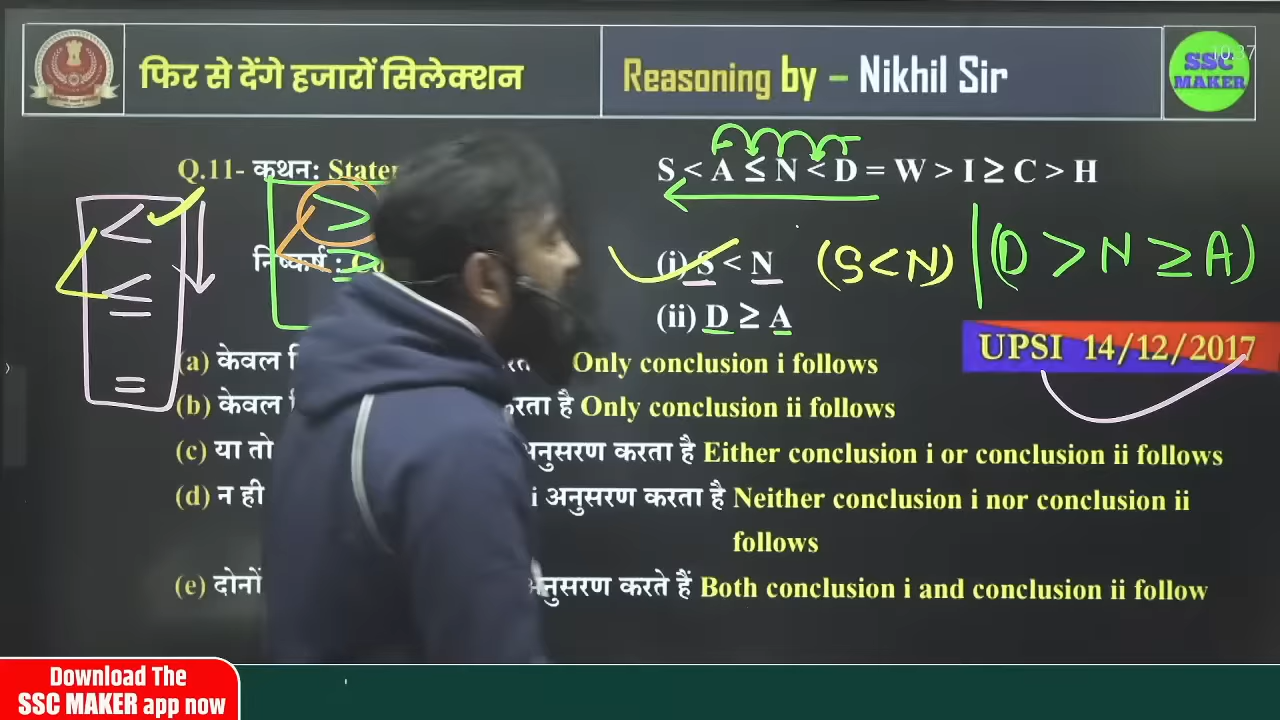 फिर से देंगे हजारों सिलेक्शन
Reasoning by – Nikhil Sir
SSC MAKER
10:37
Q.11- कथन: S < A ≤ N < D = W > I ≥ C > H
< > 
≤ ≥
=
निष्कर्ष : (i) S < N (S < N) | (D > N ≥ A)
(ii) D ≥ A
UPSI 14/12/2017
(a) केवल Only conclusion i follows
(b) केवल करता है Only conclusion ii follows
(c) या तो अनुसरण करता है Either conclusion i or conclusion ii follows
(d) न ही i अनुसरण करता है Neither conclusion i nor conclusion ii
follows
(e) दोनों अनुसरण करते हैं Both conclusion i and conclusion ii follow
Download The
SSC MAKER app now